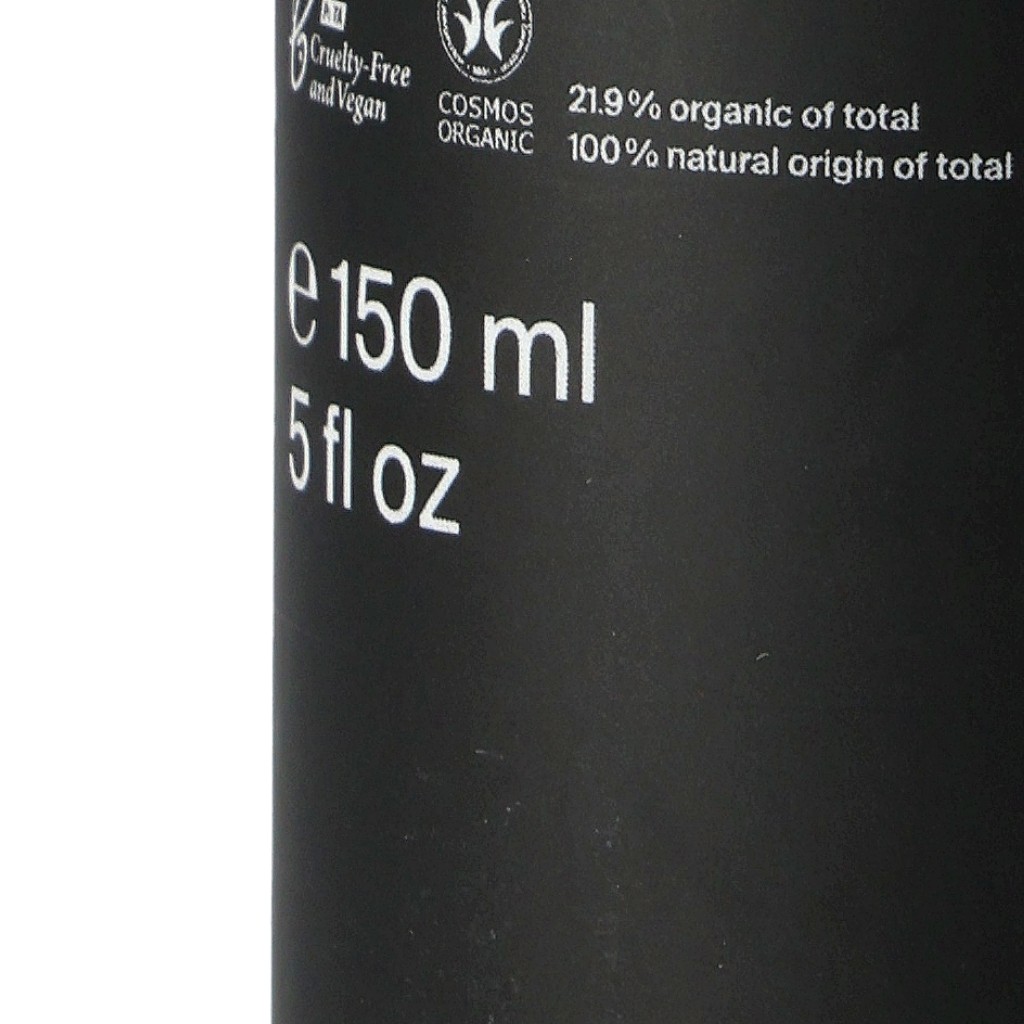 Cruelty-Free
and Vegan
COSMOS
ORGANIC
21.9% organic of total
100% natural origin of total
℮ 150 ml
5 fl oz